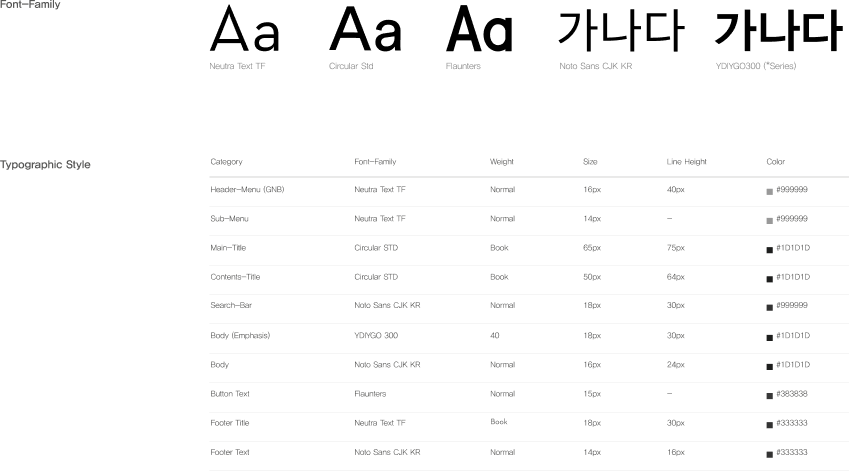 Font-Family
Aa Aa Aa 가나다 가나다
Neutra Text TF Circular Std Flaunters Noto Sans CJK KR YDIYGO300 (*Series)
Typographic Style
Category Font-Family Weight Size Line Height Color
Header-Menu (GNB) Neutra Text TF Normal 16px 40px #999999
Sub-Menu Neutra Text TF Normal 14px - #999999
Main-Title Circular STD Book 65px 75px #1D1D1D
Contents-Title Circular STD Book 50px 64px #1D1D1D
Search-Bar Noto Sans CJK KR Normal 18px 30px #999999
Body (Emphasis) YDIYGO 300 40 18px 30px #1D1D1D
Body Noto Sans CJK KR Normal 16px 24px #1D1D1D
Button Text Flaunters Normal 15px - #383838
Footer Title Neutra Text TF Book 18px 30px #333333
Footer Text Noto Sans CJK KR Normal 14px 16px #333333